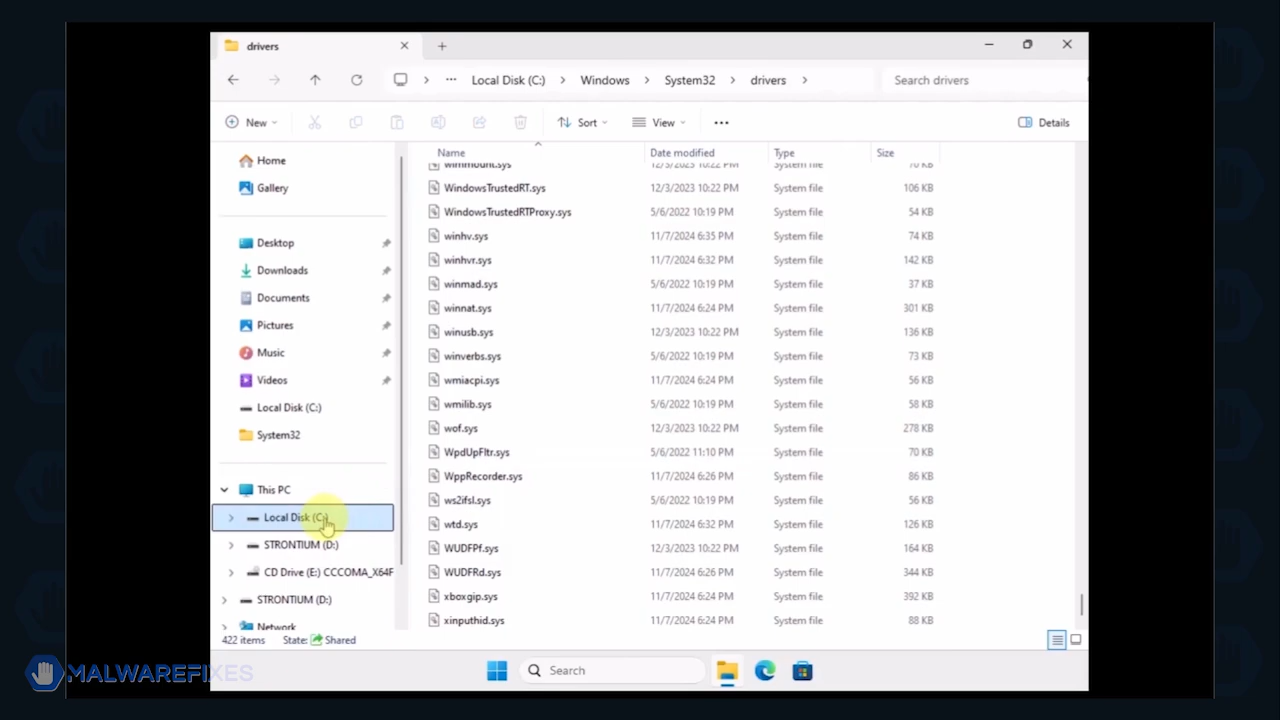 drivers
Local Disk (C:) Windows System32 drivers Search drivers
New Sort View Details
Name Date modified Type Size
wimmount.sys 12/3/2023 10:22 PM System file 70 KB
WindowsTrustedRT.sys 12/3/2023 10:22 PM System file 106 KB
WindowsTrustedRTProxy.sys 5/6/2022 10:19 PM System file 54 KB
winhv.sys 11/7/2024 6:35 PM System file 74 KB
winhvr.sys 11/7/2024 6:32 PM System file 142 KB
winmad.sys 5/6/2022 10:19 PM System file 37 KB
winnat.sys 11/7/2024 6:24 PM System file 301 KB
winusb.sys 12/3/2023 10:22 PM System file 136 KB
winverbs.sys 5/6/2022 10:19 PM System file 73 KB
wmiacpi.sys 11/7/2024 6:24 PM System file 56 KB
wmilib.sys 5/6/2022 10:19 PM System file 58 KB
wof.sys 12/3/2023 10:22 PM System file 278 KB
WpdUpFltr.sys 5/6/2022 11:10 PM System file 70 KB
WppRecorder.sys 11/7/2024 6:26 PM System file 86 KB
ws2ifsl.sys 5/6/2022 10:19 PM System file 56 KB
wtd.sys 11/7/2024 6:32 PM System file 126 KB
WUDFPf.sys 12/3/2023 10:22 PM System file 164 KB
WUDFRd.sys 11/7/2024 6:26 PM System file 344 KB
xboxgip.sys 11/7/2024 6:24 PM System file 392 KB
xinputhid.sys 11/7/2024 6:24 PM System file 88 KB
Home
Gallery
Desktop
Downloads
Documents
Pictures
Music
Videos
Local Disk (C:)
System32
This PC
Local Disk (C:)
STRONTIUM (D:)
CD Drive (E:) CCCOMA_X64F
STRONTIUM (D:)
Network
422 items State: Shared
MALWAREFIXES
Search